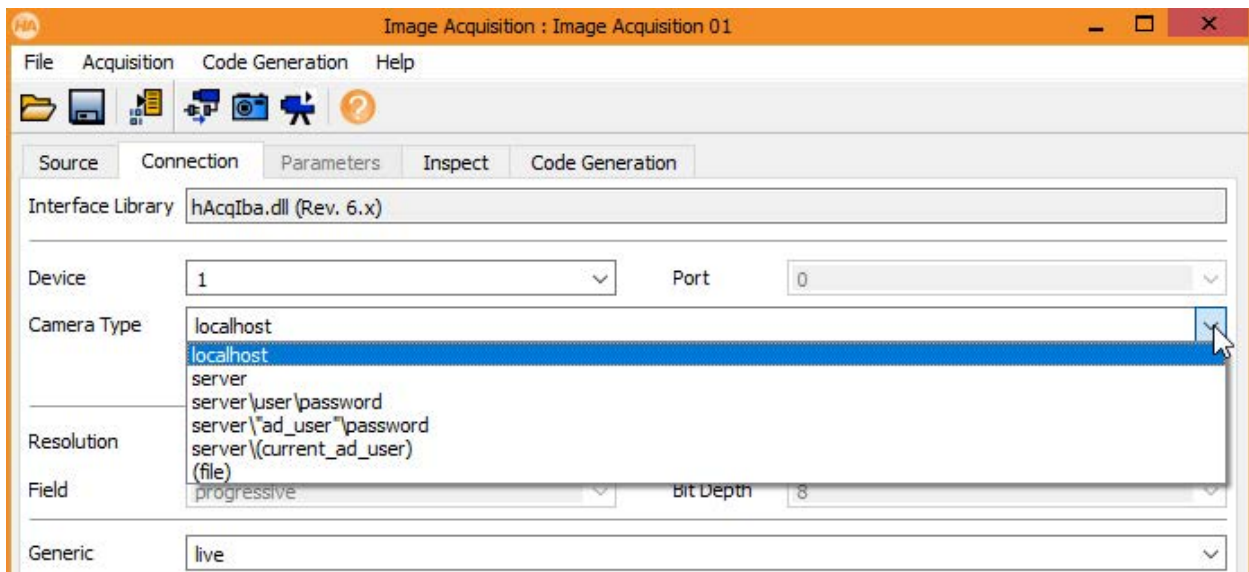 HA Image Acquisition : Image Acquisition 01
File Acquisition Code Generation Help
Source Connection Parameters Inspect Code Generation
Interface Library hAcqIba.dll (Rev. 6.x)
Device 1 Port 0
Camera Type localhost
localhost
server
server\user\password
server\"ad_user"\password
server\(current_ad_user)
(file)
Resolution
Field progressive Bit Depth 8
Generic live